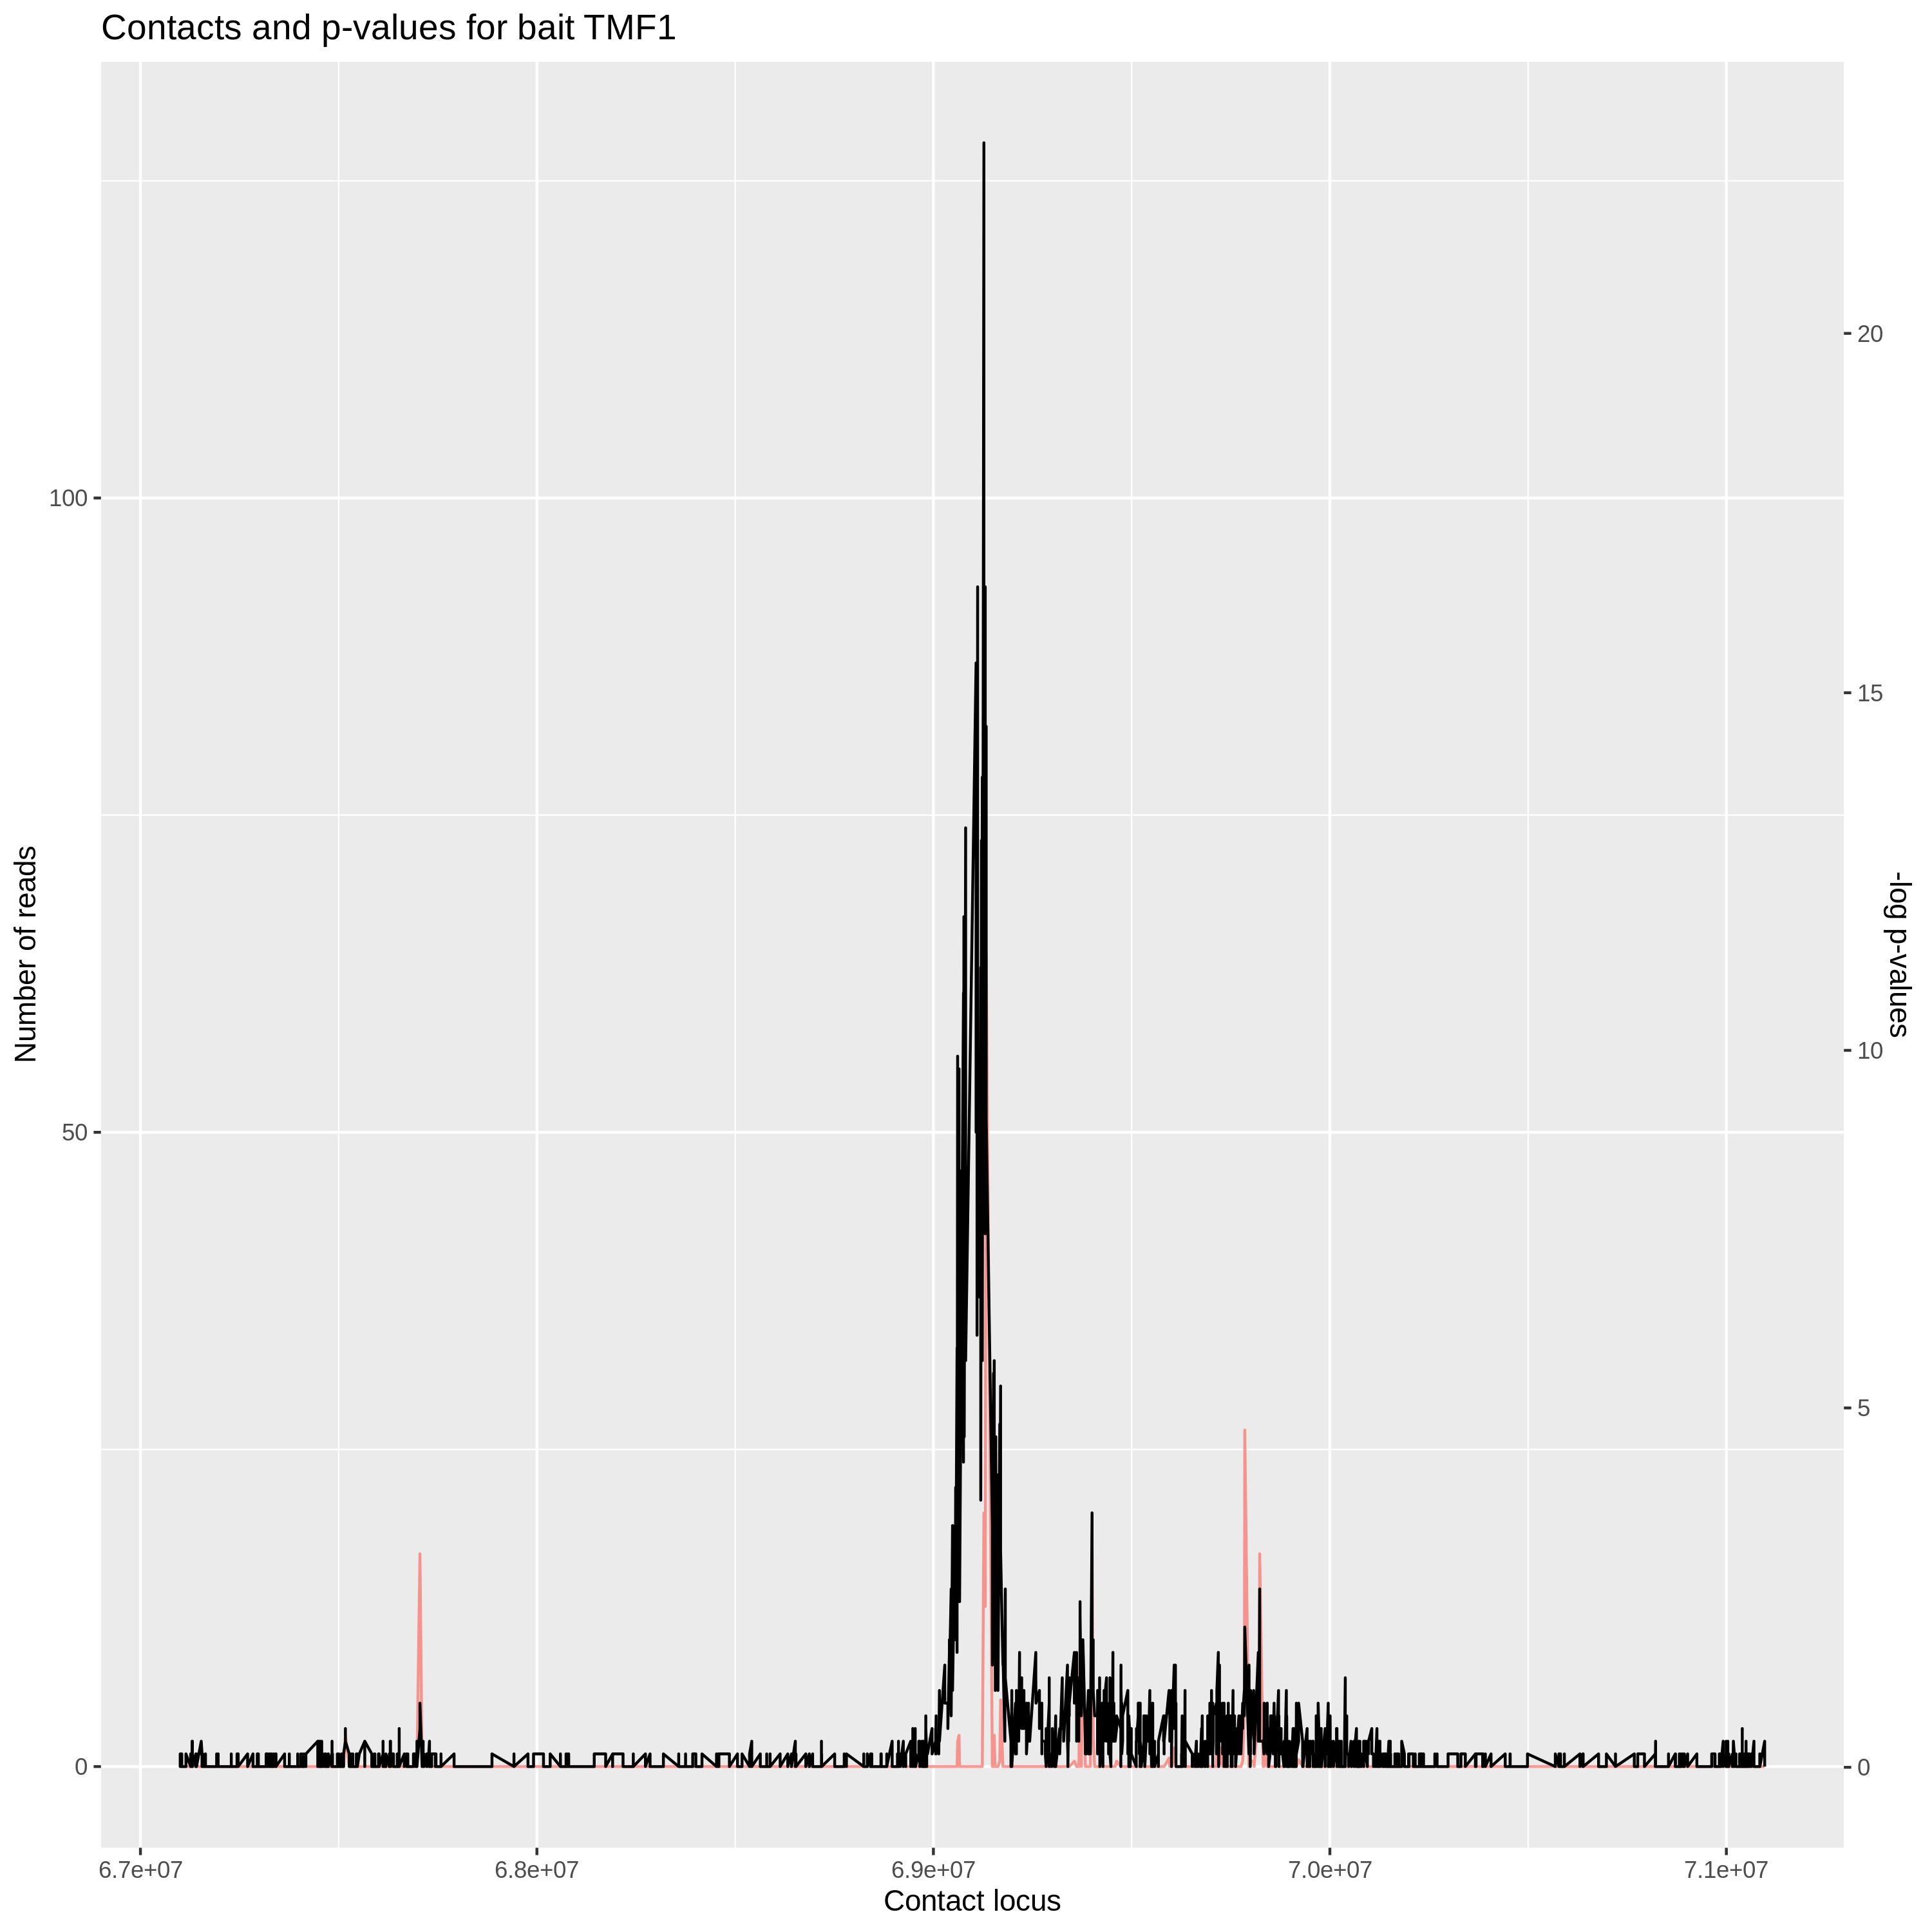 Contacts and p-values for bait TMF1
Number of reads
100
50
0
20
15
10
5
0
-log p-values
6.7e+07 6.8e+07 6.9e+07 7.0e+07 7.1e+07
Contact locus